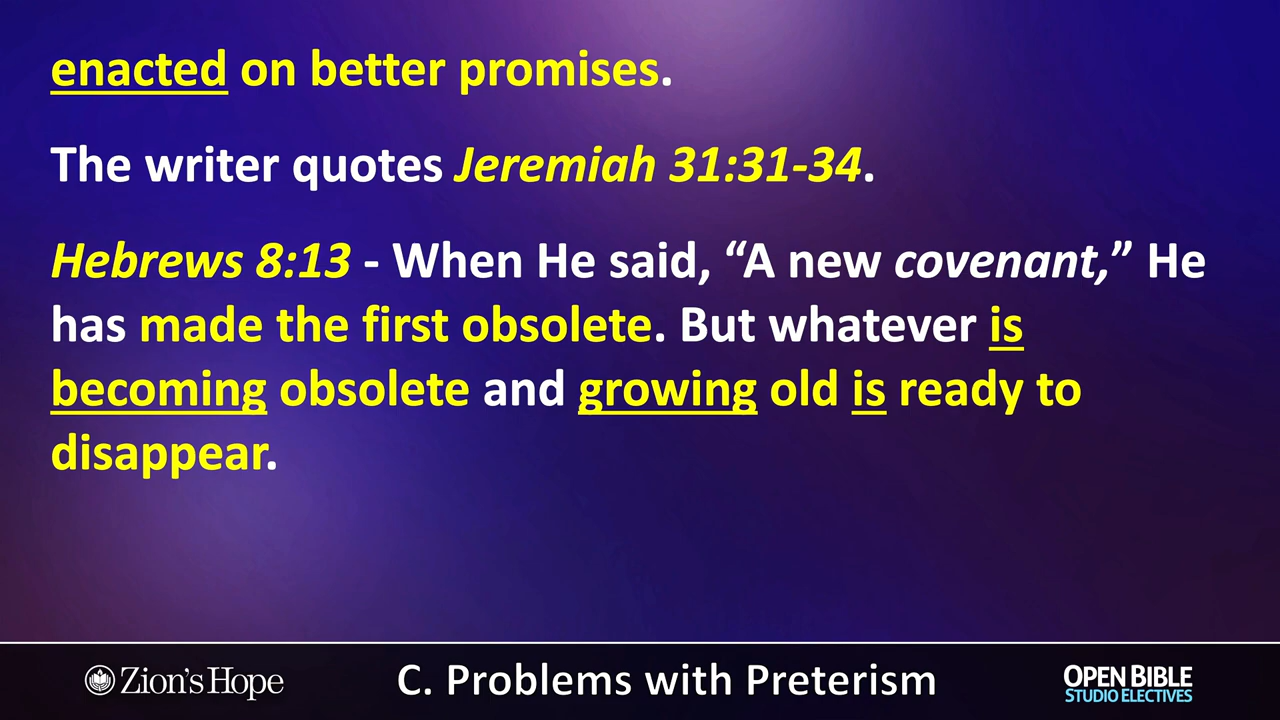 enacted on better promises.
The writer quotes Jeremiah 31:31-34.
Hebrews 8:13 - When He said, “A new covenant,” He
has made the first obsolete. But whatever is
becoming obsolete and growing old is ready to
disappear.
Zion's Hope
C. Problems with Preterism
OPEN BIBLE
STUDIO ELECTIVES